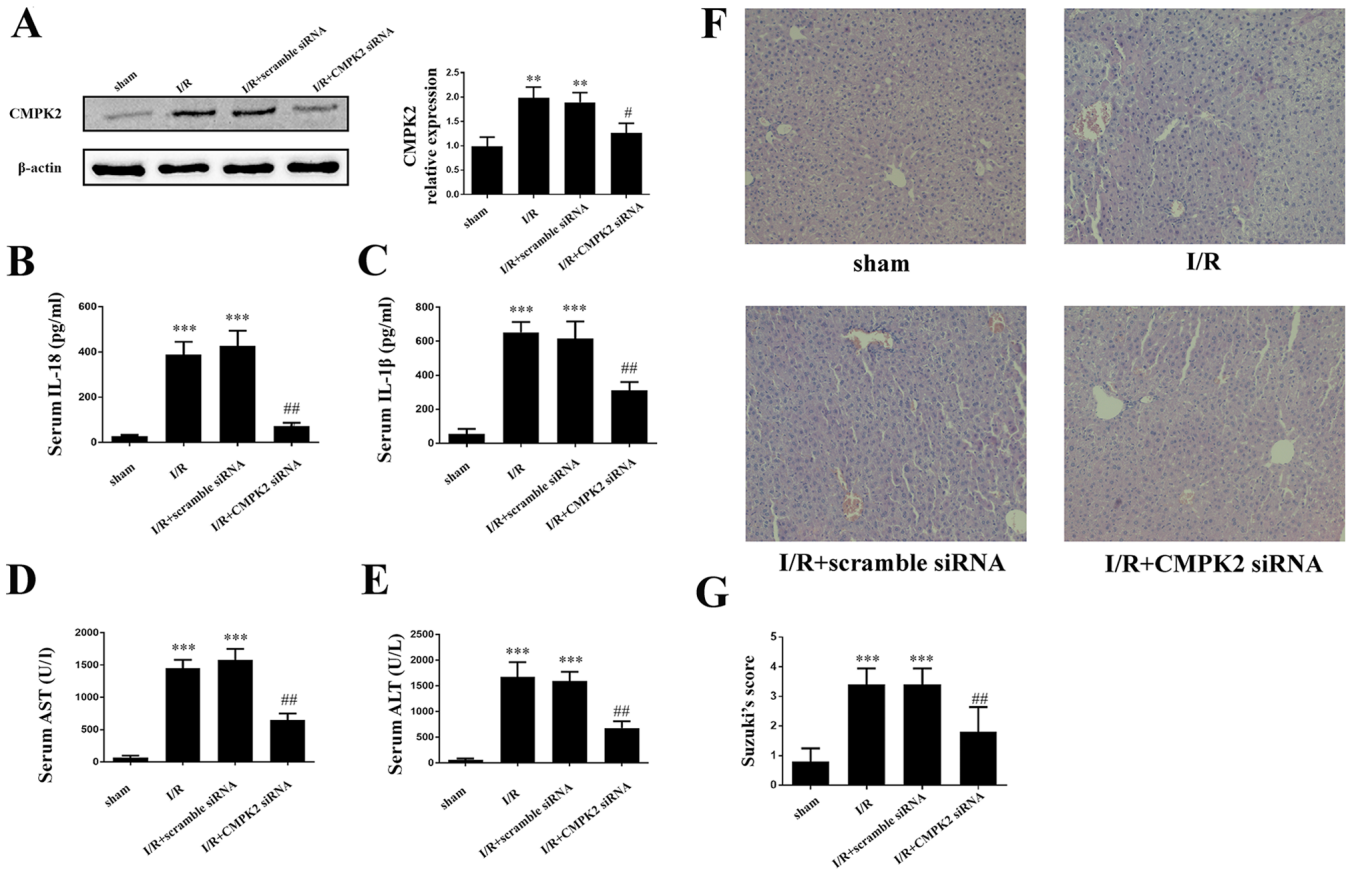 A
sham
I/R
I/R+scramble siRNA
I/R+CMPK2 siRNA
CMPK2
β-actin
CMPK2
relative expression
2.5
2.0
1.5
1.0
0.5
0.0
**
**
#
sham
I/R
I/R+scramble siRNA
I/R+CMPK2 siRNA
B
Serum IL-18 (pg/ml)
600
400
200
0
***
***
##
sham
I/R
I/R+scramble siRNA
I/R+CMPK2 siRNA
C
Serum IL-1β (pg/ml)
800
600
400
200
0
***
***
##
sham
I/R
I/R+scramble siRNA
I/R+CMPK2 siRNA
D
Serum AST (U/l)
2000
1500
1000
500
0
***
***
##
sham
I/R
I/R+scramble siRNA
I/R+CMPK2 siRNA
E
Serum ALT (U/L)
2500
2000
1500
1000
500
0
***
***
##
sham
I/R
I/R+scramble siRNA
I/R+CMPK2 siRNA
F
sham
I/R
I/R+scramble siRNA
I/R+CMPK2 siRNA
G
Suzuki's score
5
4
3
2
1
0
***
***
##
sham
I/R
I/R+scramble siRNA
I/R+CMPK2 siRNA